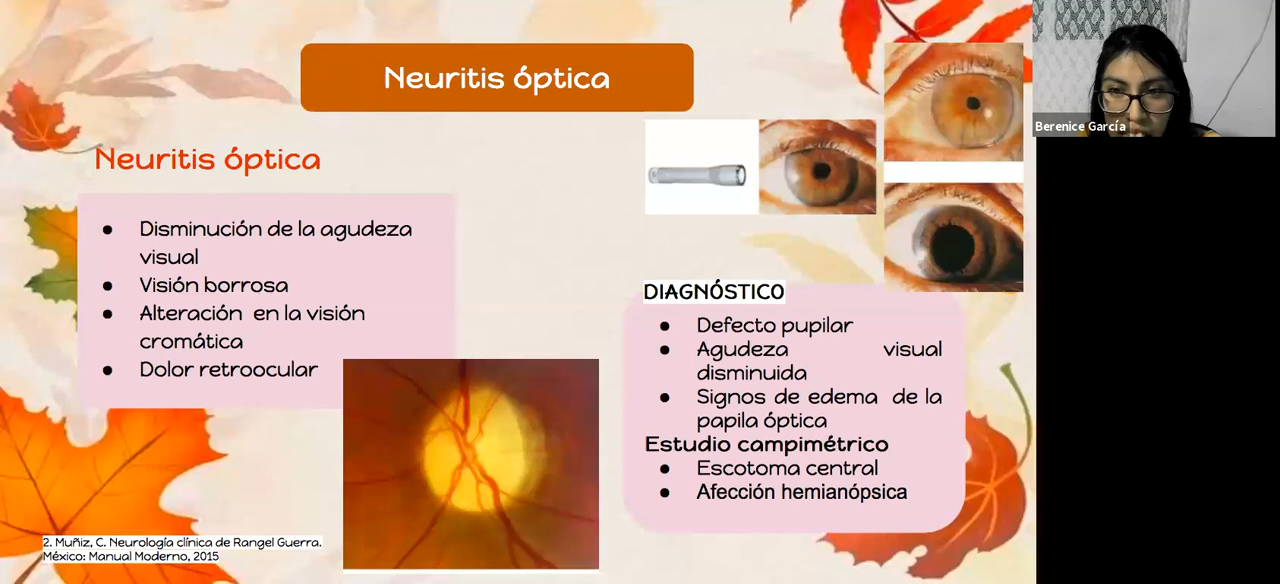 Neuritis óptica
Neuritis óptica
● Disminución de la agudeza
visual
● Visión borrosa
● Alteración en la visión
cromática
● Dolor retroocular
2. Muñiz, C. Neurología clínica de Rangel Guerra.
México: Manual Moderno, 2015
DIAGNÓSTICO
● Defecto pupilar
● Agudeza visual
disminuida
● Signos de edema de la
papila óptica
Estudio campimétrico
● Escotoma central
● Afección hemianópsica
Berenice García